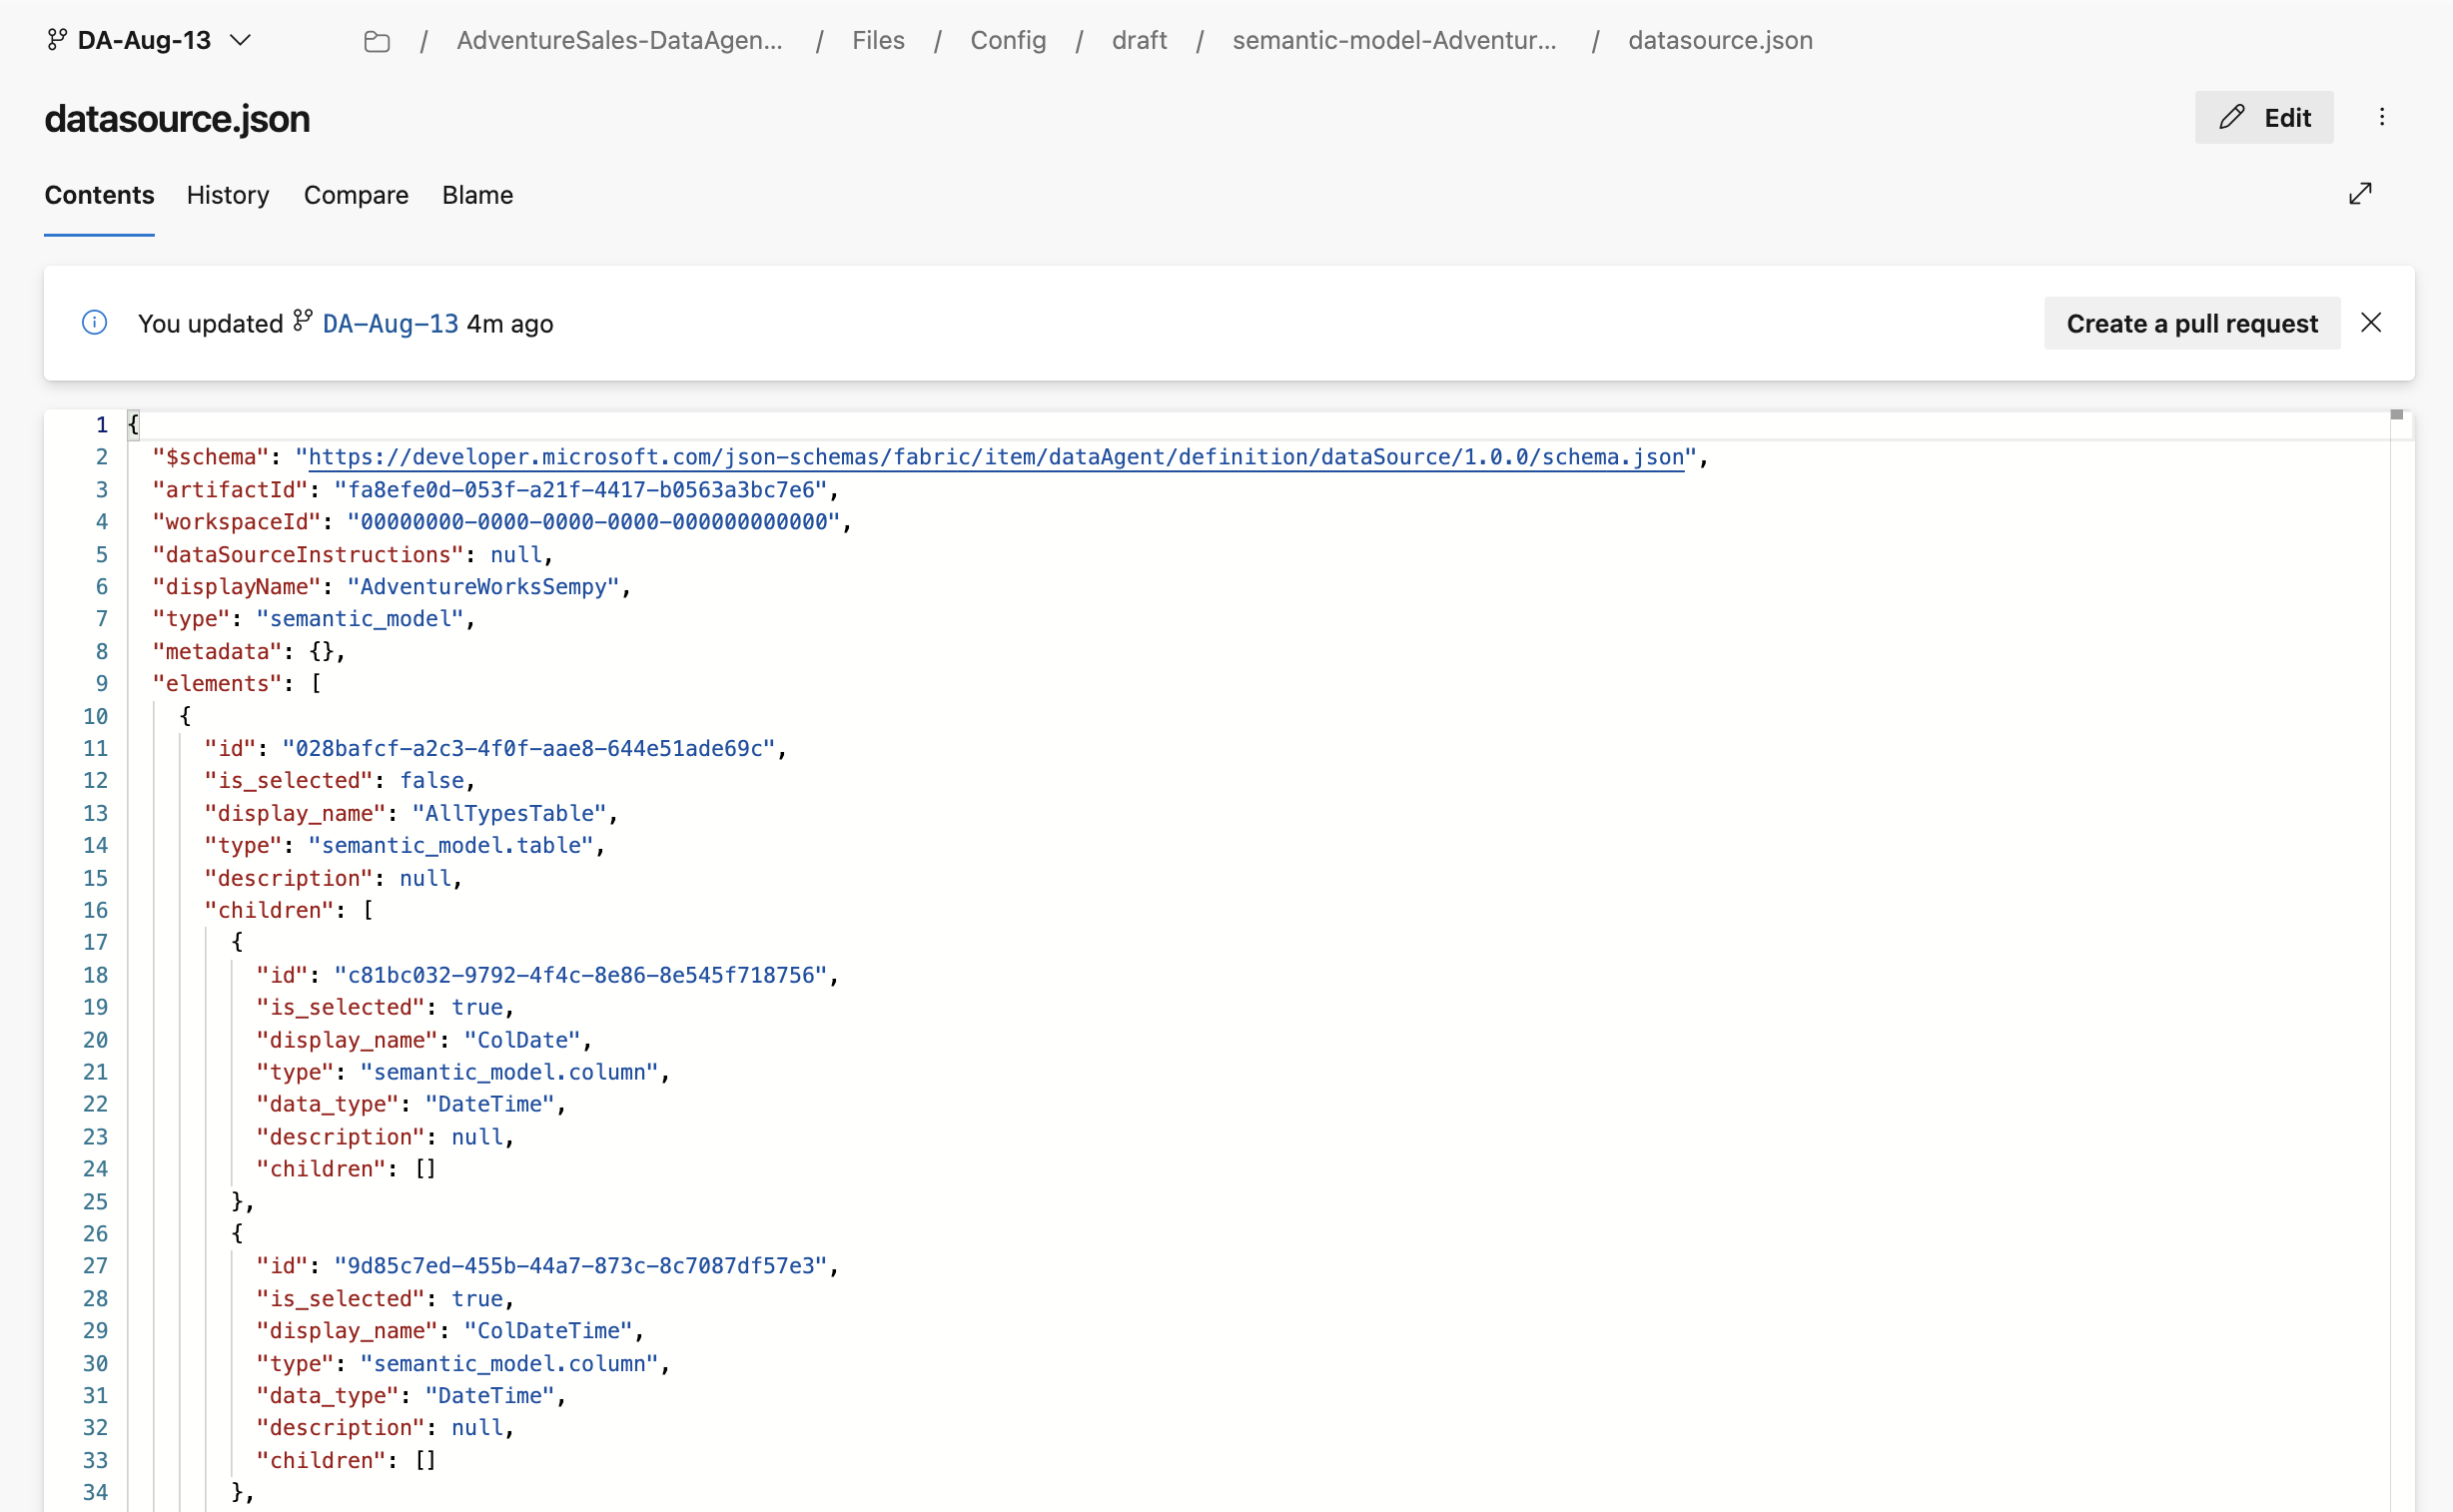 DA-Aug-13 / AdventureSales-DataAgen... / Files / Config / draft / semantic-model-Adventur... / datasource.json
datasource.json
Edit
Contents History Compare Blame
You updated DA-Aug-13 4m ago
Create a pull request
1 {
2 "$schema": "https://developer.microsoft.com/json-schemas/fabric/item/dataAgent/definition/dataSource/1.0.0/schema.json",
3 "artifactId": "fa8efe0d-053f-a21f-4417-b0563a3bc7e6",
4 "workspaceId": "00000000-0000-0000-0000-000000000000",
5 "dataSourceInstructions": null,
6 "displayName": "AdventureWorksSempy",
7 "type": "semantic_model",
8 "metadata": {},
9 "elements": [
10 {
11 "id": "028bafcf-a2c3-4f0f-aae8-644e51ade69c",
12 "is_selected": false,
13 "display_name": "AllTypesTable",
14 "type": "semantic_model.table",
15 "description": null,
16 "children": [
17 {
18 "id": "c81bc032-9792-4f4c-8e86-8e545f718756",
19 "is_selected": true,
20 "display_name": "ColDate",
21 "type": "semantic_model.column",
22 "data_type": "DateTime",
23 "description": null,
24 "children": []
25 },
26 {
27 "id": "9d85c7ed-455b-44a7-873c-8c7087df57e3",
28 "is_selected": true,
29 "display_name": "ColDateTime",
30 "type": "semantic_model.column",
31 "data_type": "DateTime",
32 "description": null,
33 "children": []
34 },